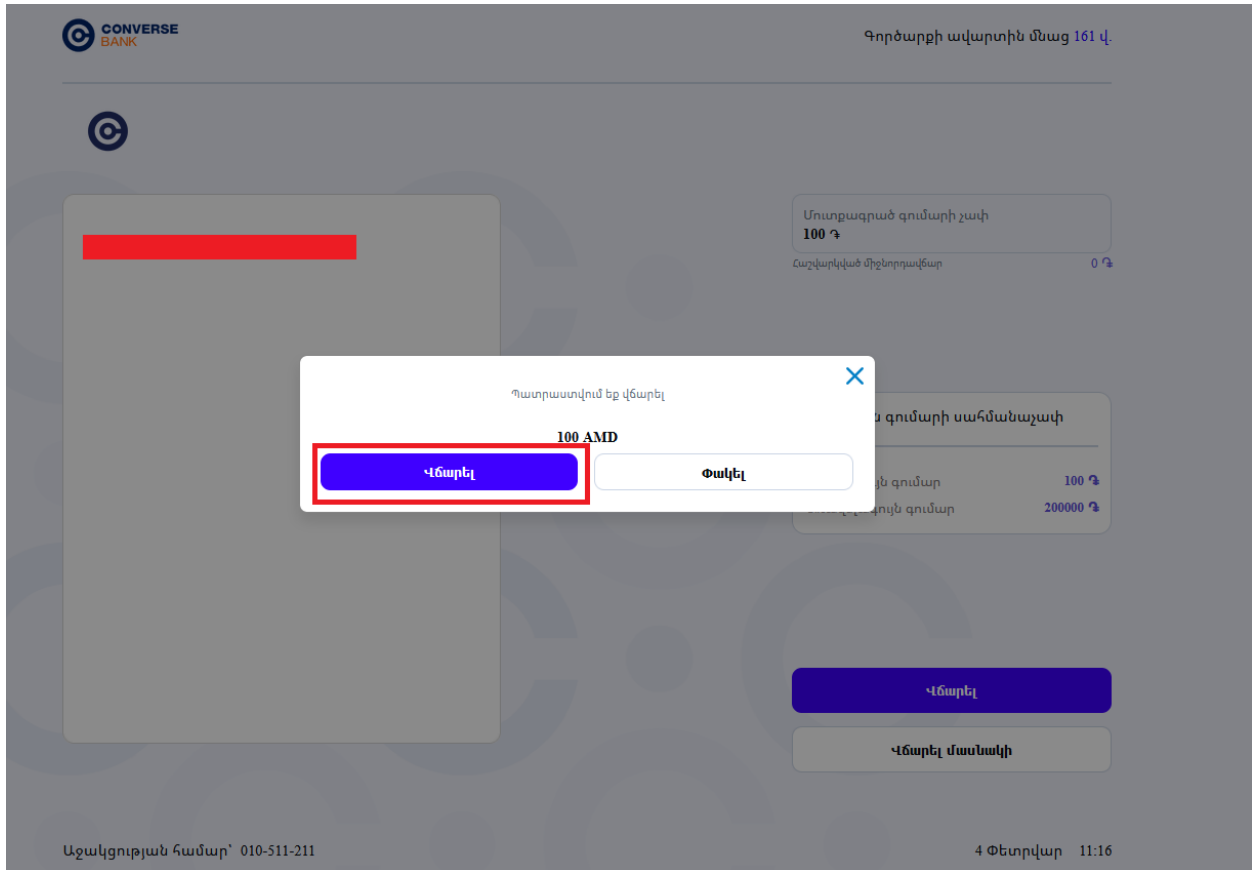 CONVERSE
BANK
Գործարքի ավարտին մնաց 161 վ.
Մուտքագրած գումարի չափ
100 ֏
Հաշվարկված միջնորդավճար 0 ֏
Պատրաստվում եք վճարել
100 AMD
Վճարել
Փակել
ն գումարի սահմանաչափ
յն գումար 100 ֏
գույն գումար 200000 ֏
Վճարել
Վճարել մասնակի
Աջակցության համար՝ 010-511-211
4 Փետրվար 11:16